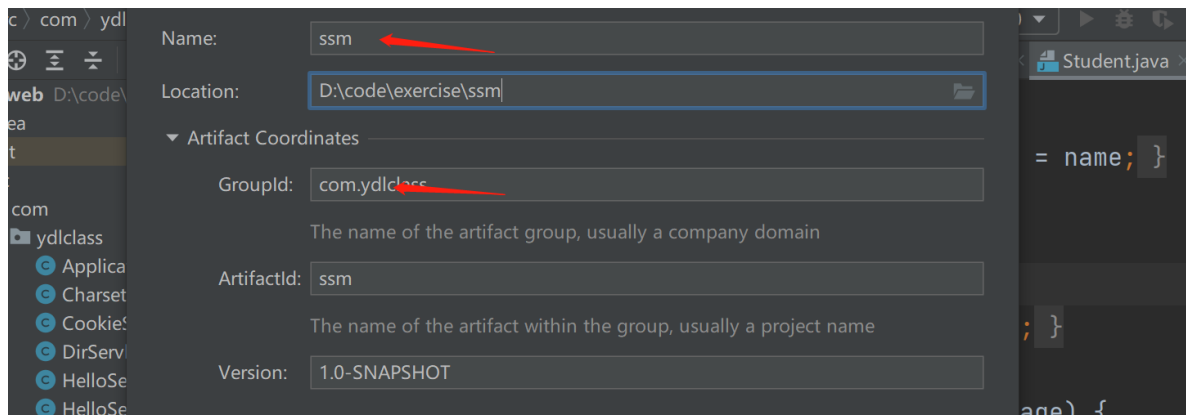 c 〉 com 〉 ydl
Name: ssm
Student.java
web D:\code\
Location: D:\code\exercise\ssm
ea
Artifact Coordinates
t
= name; }
GroupId: com.ydlclass
com
The name of the artifact group, usually a company domain
ydlclass
Applica
ArtifactId: ssm
Charset
CookieS
The name of the artifact within the group, usually a project name
; }
DirServ
Version: 1.0-SNAPSHOT
HelloSe
HelloSe
age) {